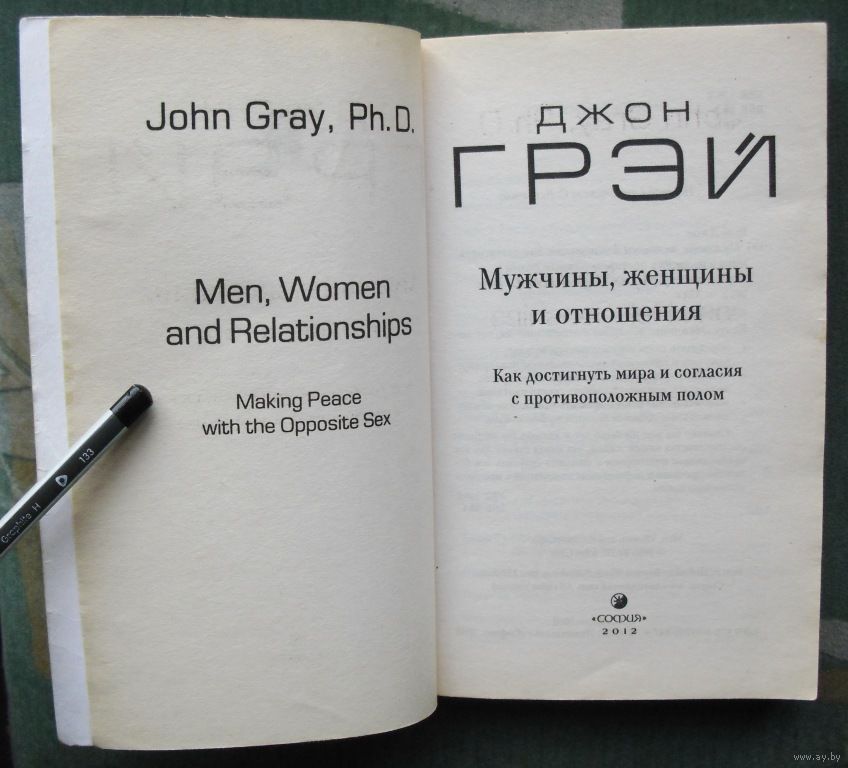 John Gray, Ph.D.
Men, Women
and Relationships
Making Peace
with the Opposite Sex
Graphite H 133
ДЖОН
ГРЭЙ
Мужчины, женщины
и отношения
Как достигнуть мира и согласия
с противоположным полом
«СОФИЯ»
2012
www.ay.by